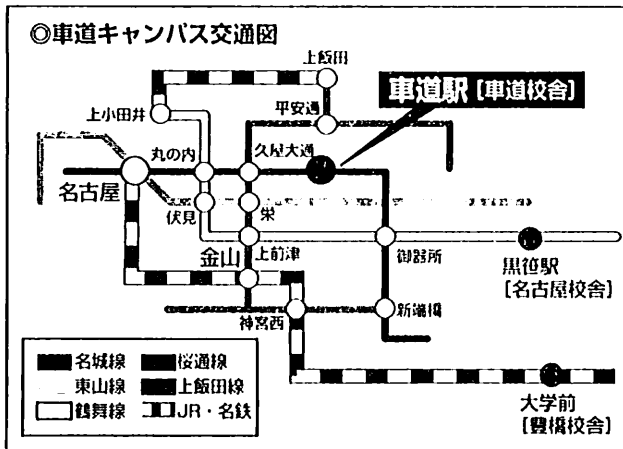 ◎車道キャンパス交通図
上飯田
車道駅［車道校舎］
上小田井
平安通
丸の内
久屋大通
名古屋
伏見
栄
金山
上前津
御器所
黒笹駅
［名古屋校舎］
神宮西
新瑞橋
名城線
桜通線
東山線
上飯田線
鶴舞線
JR・名鉄
大学前
［豊橋校舎］